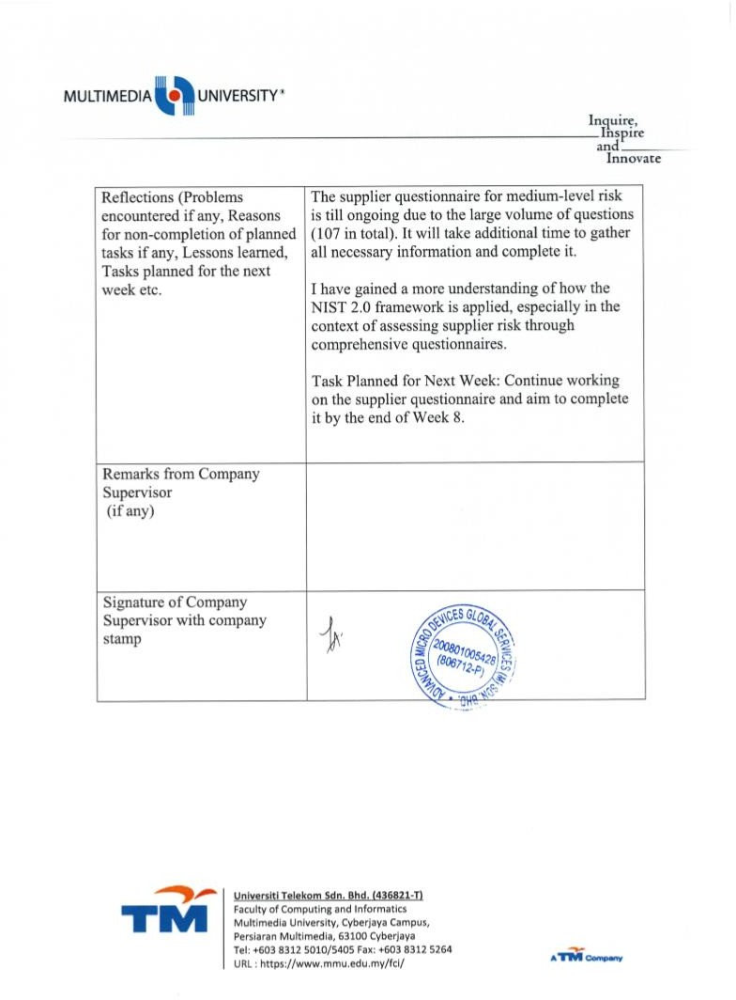 MULTIMEDIA UNIVERSITY®
Inquire,
Inspire
and
Innovate
Reflections (Problems
encountered if any, Reasons
for non-completion of planned
tasks if any, Lessons learned,
Tasks planned for the next
week etc.
The supplier questionnaire for medium-level risk
is till ongoing due to the large volume of questions
(107 in total). It will take additional time to gather
all necessary information and complete it.
I have gained a more understanding of how the
NIST 2.0 framework is applied, especially in the
context of assessing supplier risk through
comprehensive questionnaires.
Task Planned for Next Week: Continue working
on the supplier questionnaire and aim to complete
it by the end of Week 8.
Remarks from Company
Supervisor
(if any)
Signature of Company
Supervisor with company
stamp
ADVANCED MICRO DEVICES GLOBAL SERVICES (M) SDN. BHD.
200801005428
(806712-P)
TM
Universiti Telekom Sdn. Bhd. (436821-T)
Faculty of Computing and Informatics
Multimedia University, Cyberjaya Campus,
Persiaran Multimedia, 63100 Cyberjaya
Tel: +603 8312 5010/5405 Fax: +603 8312 5264
URL : https://www.mmu.edu.my/fci/
A TM Company